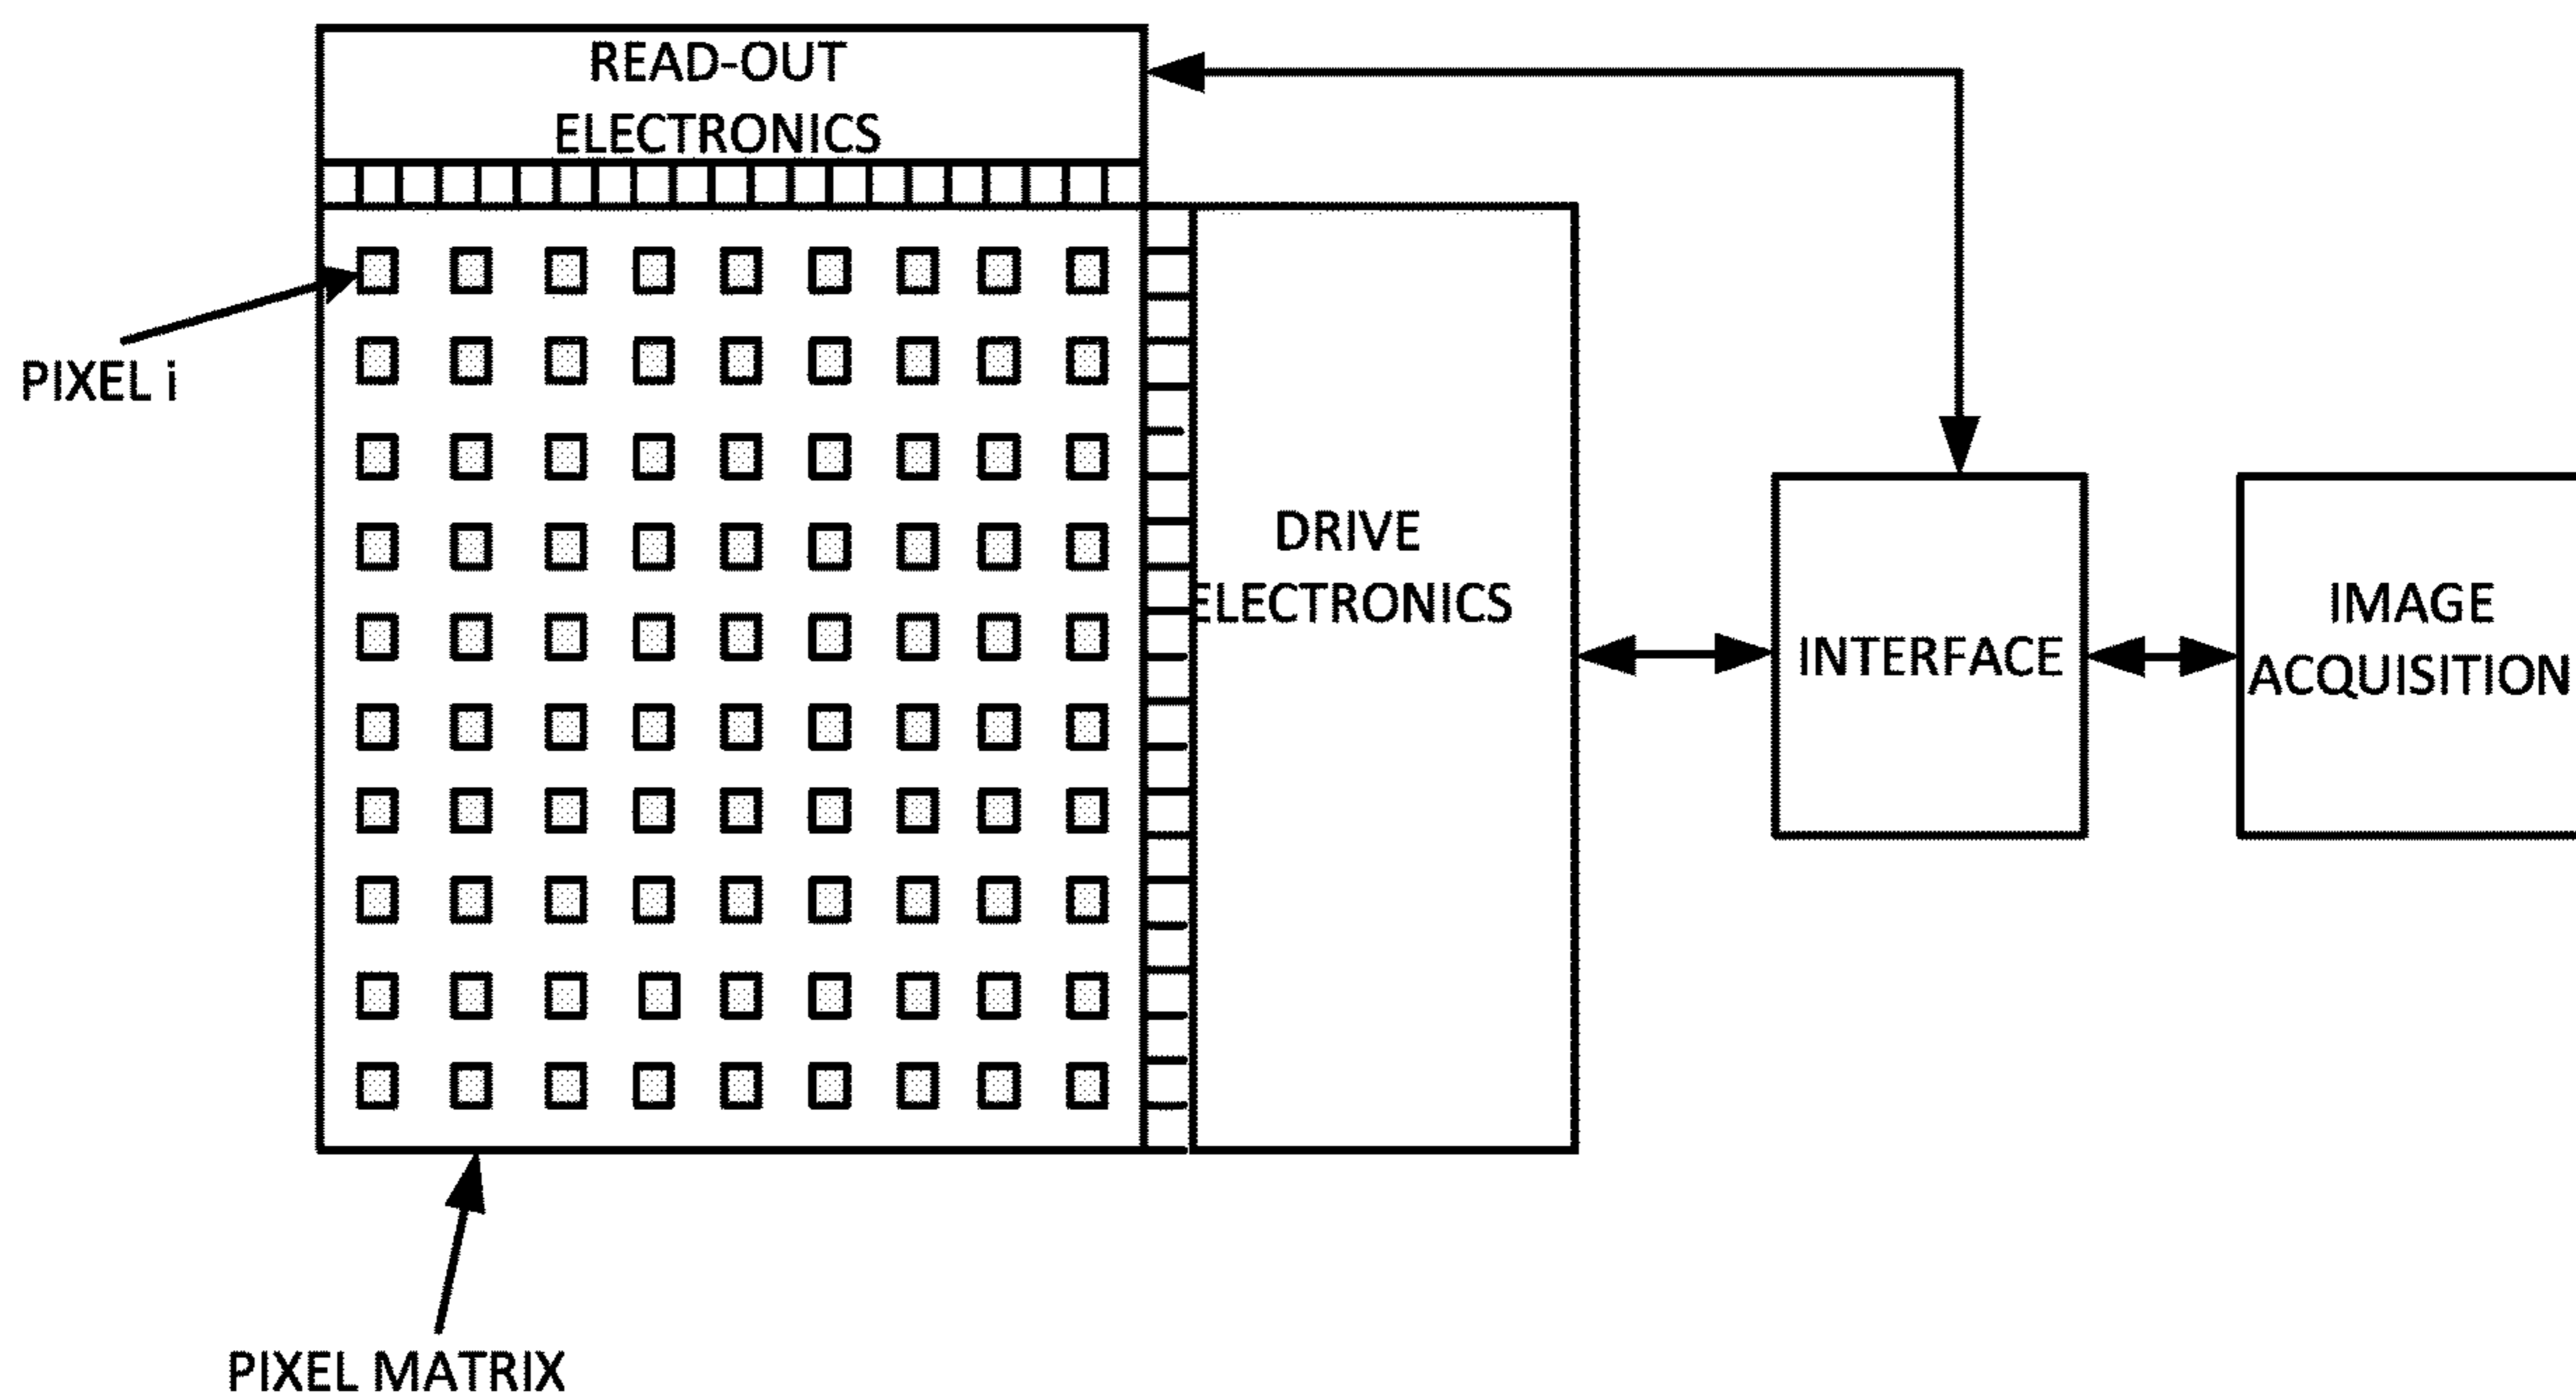 READ-OUT
ELECTRONICS
PIXEL i
DRIVE
ELECTRONICS
INTERFACE
IMAGE
ACQUISITION
PIXEL MATRIX